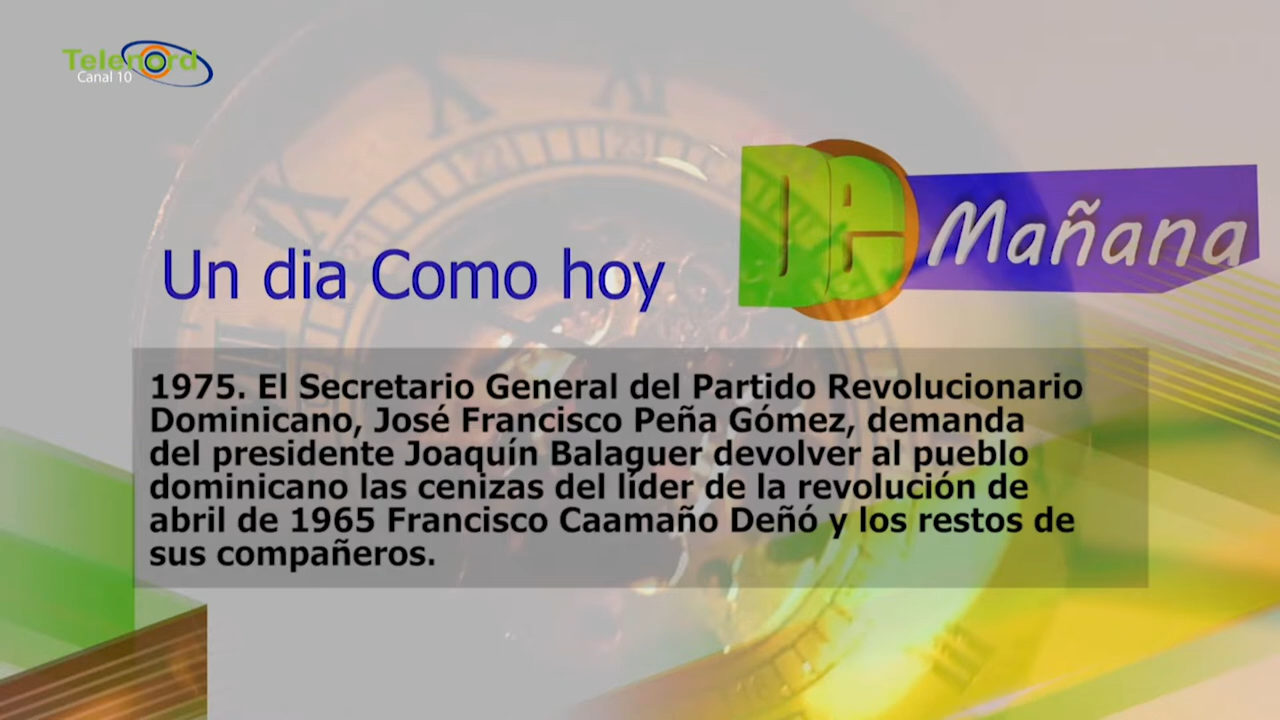 Telenord
Canal 10
De Mañana
Un dia Como hoy
1975. El Secretario General del Partido Revolucionario
Dominicano, José Francisco Peña Gómez, demanda
del presidente Joaquín Balaguer devolver al pueblo
dominicano las cenizas del líder de la revolución de
abril de 1965 Francisco Caamaño Deñó y los restos de
sus compañeros.